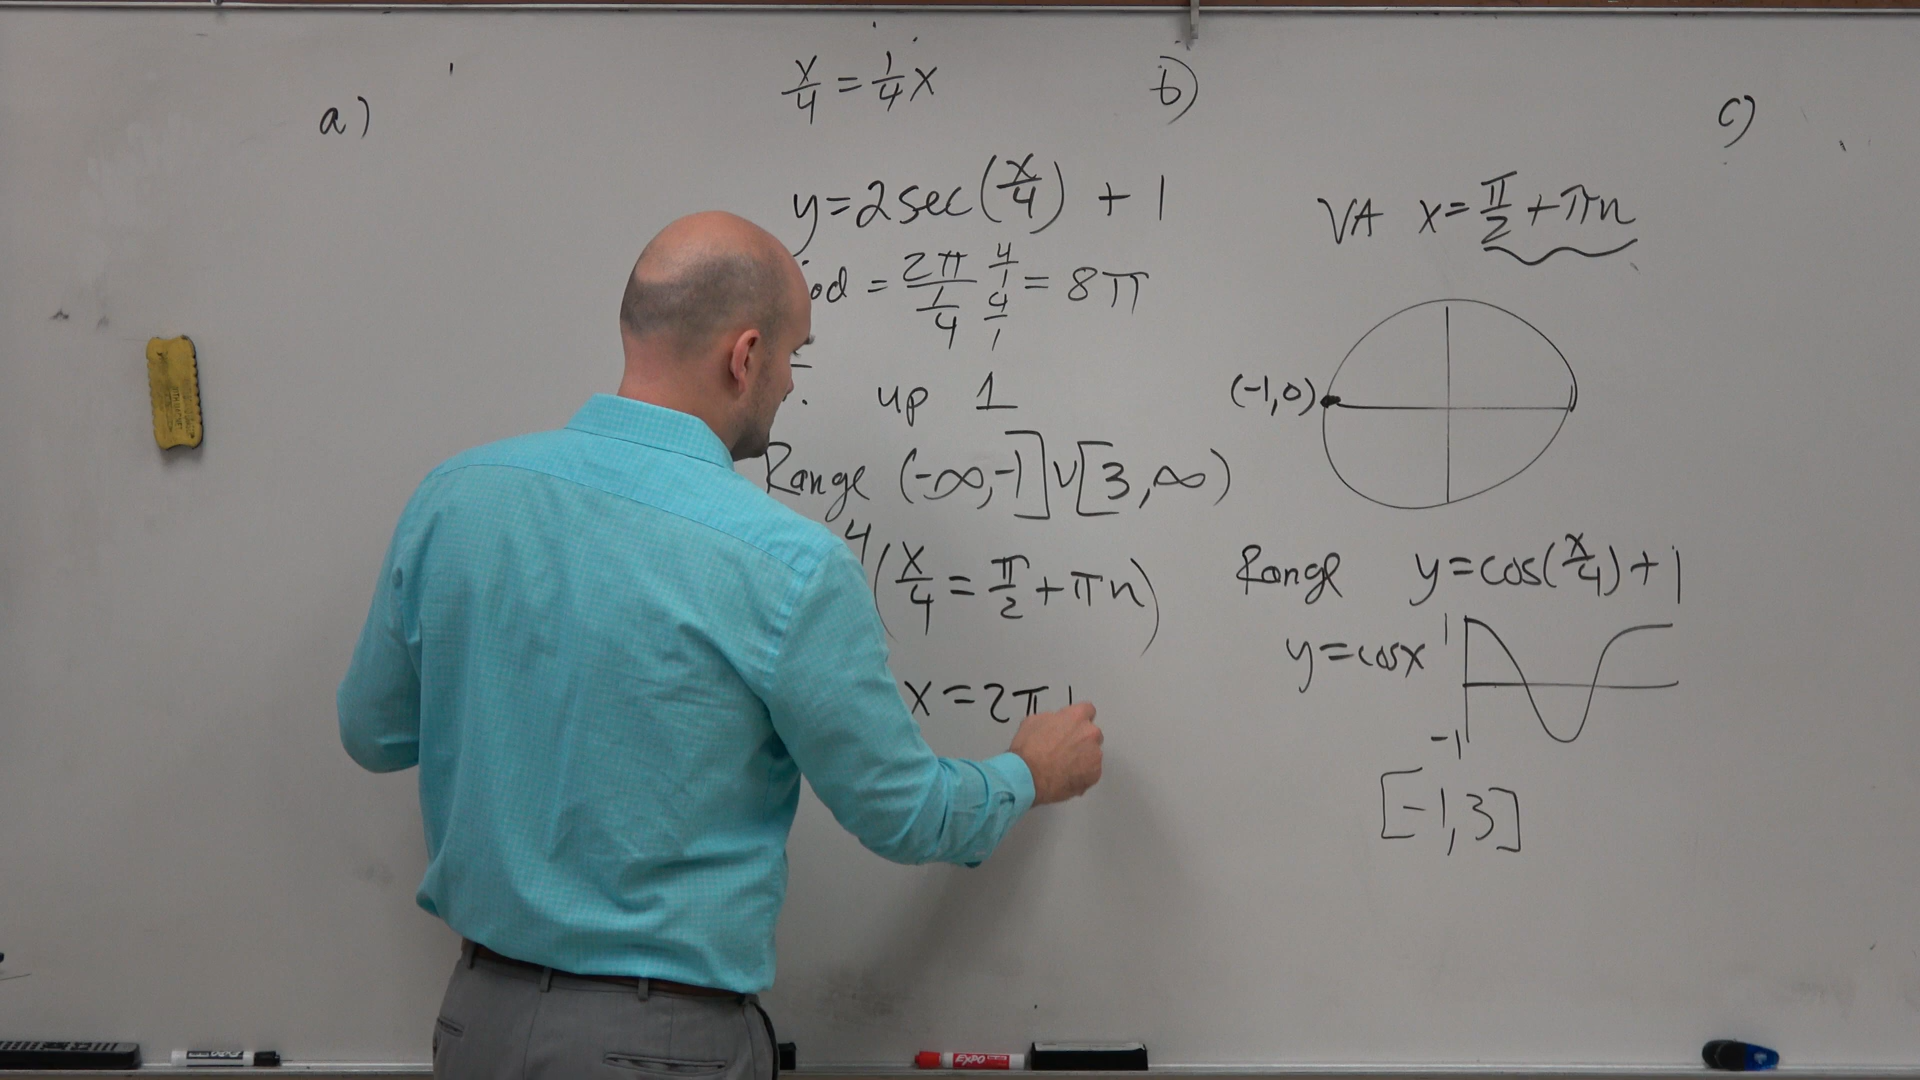 a)
x/4 = 1/4 x
b)
c)
y=2sec(x/4) + 1
od = 2π/(1/4) (4/1)/(4/1) = 8π
up 1
Range (-∞,-1]∪[3,∞)
4(x/4 = π/2 + πn)
x = 2π
VA x = π/2 + πn
(-1,0)
Range y=cos(x/4)+1
y=cosx
1
-1
[-1,3]
EXPO